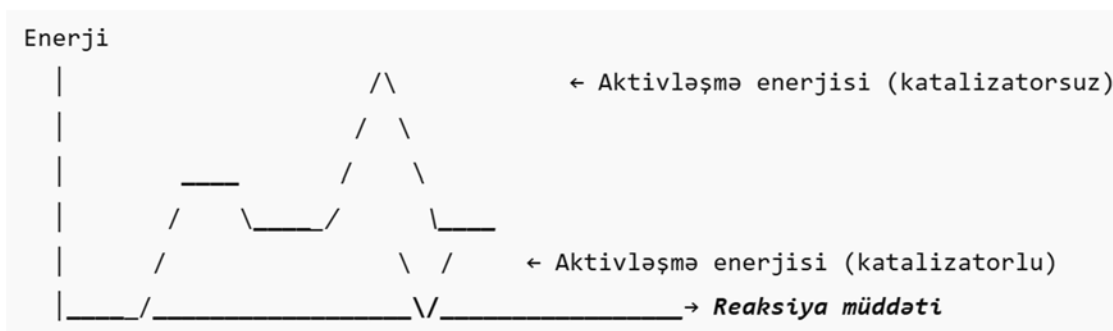 Enerji
← Aktivləşmə enerjisi (katalizatorsuz)
← Aktivləşmə enerjisi (katalizatorlu)
→ Reaksiya müddəti